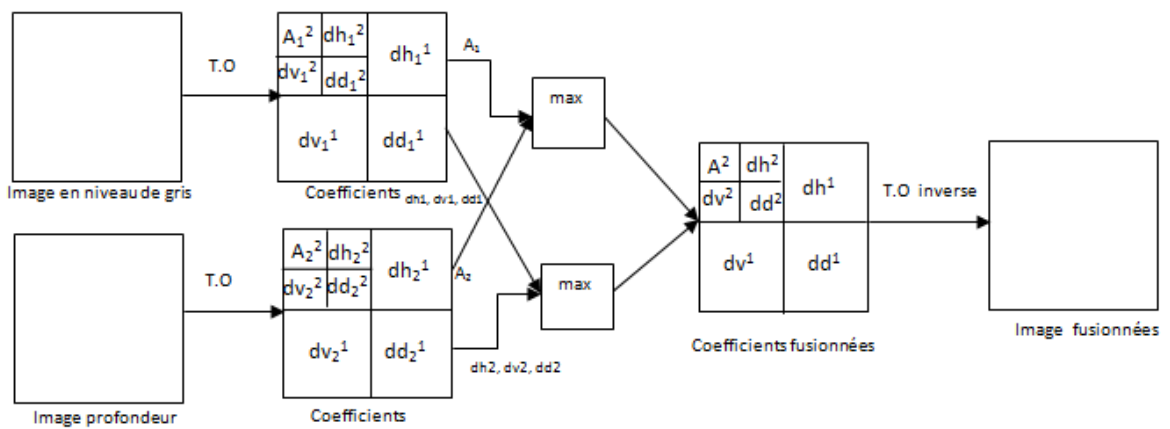 T.O
A₁² dh₁²
dv₁² dd₁²
dh₁¹
dv₁¹ dd₁¹
Image en niveau de gris
Coefficients
A₁
dh1, dv1, dd1
max
T.O
A₂² dh₂²
dv₂² dd₂²
dh₂¹
dv₂¹ dd₂¹
Image profondeur
Coefficients
A₂
dh2, dv2, dd2
max
A² dh²
dv² dd²
dh¹
dv¹ dd¹
Coefficients fusionnées
T.O inverse
Image fusionnées